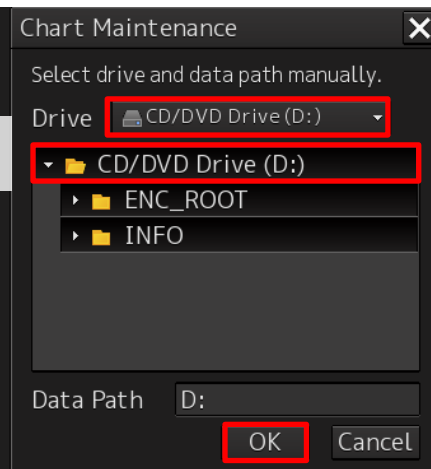 Chart Maintenance
Select drive and data path manually.
Drive CD/DVD Drive (D:)
CD/DVD Drive (D:)
ENC_ROOT
INFO
Data Path D:
OK Cancel